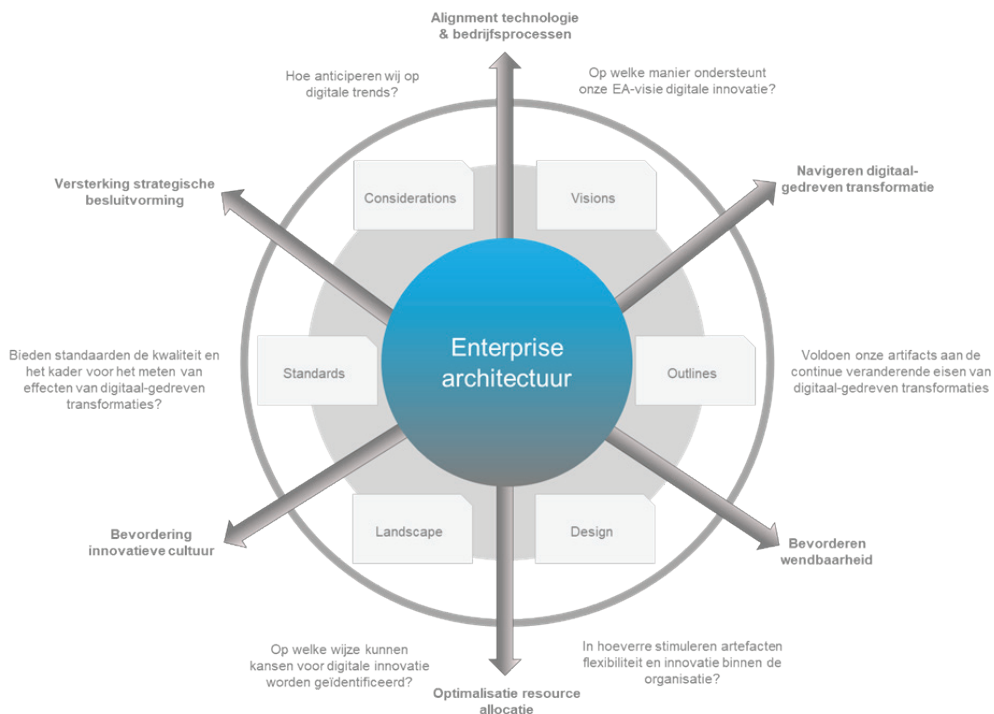 Alignment technologie
& bedrijfsprocessen
Hoe anticiperen wij op
digitale trends?
Op welke manier ondersteunt
onze EA-visie digitale innovatie?
Versterking strategische
besluitvorming
Considerations
Visions
Navigeren digitaal-
gedreven transformatie
Bieden standaarden de kwaliteit en
het kader voor het meten van
effecten van digitaal-gedreven
transformaties?
Standards
Enterprise
architectuur
Outlines
Voldoen onze artifacts aan de
continue veranderende eisen van
digitaal-gedreven transformaties
Bevordering
innovatieve cultuur
Landscape
Design
Bevorderen
wendbaarheid
Op welke wijze kunnen
kansen voor digitale innovatie
worden geïdentificeerd?
In hoeverre stimuleren artefacten
flexibiliteit en innovatie binnen de
organisatie?
Optimalisatie resource
allocatie